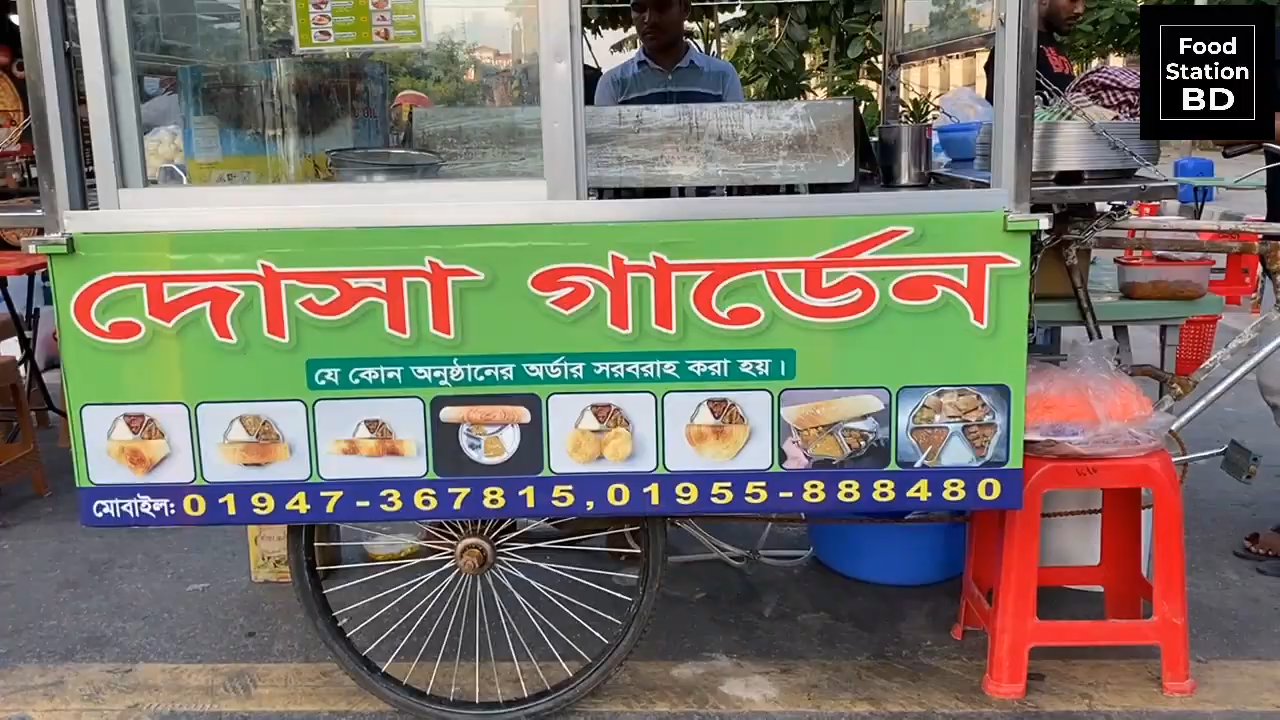 Food
Station
BD
দোসা গার্ডেন
যে কোন অনুষ্ঠানের অর্ডার সরবরাহ করা হয়।
মোবাইল: 01947-367815,01955-888480